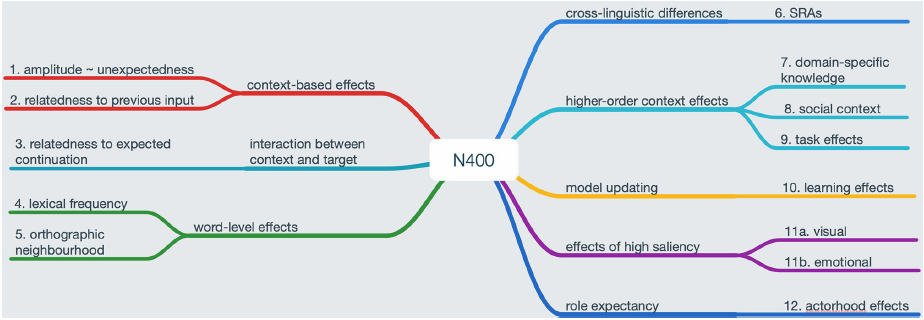 1. amplitude ~ unexpectedness
context-based effects
2. relatedness to previous input
3. relatedness to expected
continuation
interaction between
context and target
4. lexical frequency
word-level effects
5. orthographic
neighbourhood
N400
cross-linguistic differences
6. SRAs
higher-order context effects
7. domain-specific
knowledge
8. social context
9. task effects
model updating
10. learning effects
effects of high saliency
11a. visual
11b. emotional
role expectancy
12. actorhood effects